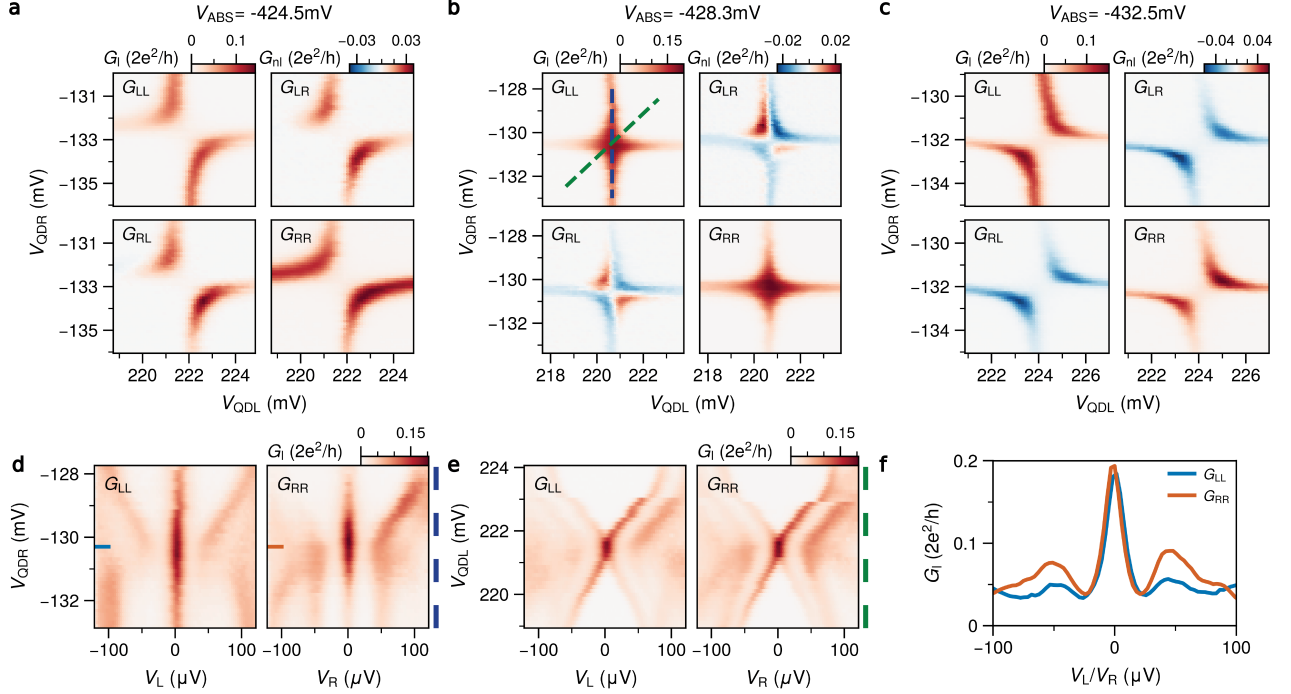 a
V_ABS= -424.5mV
G_l (2e²/h)
0
0.1
G_nl (2e²/h)
−0.03
0.03
G_LL
G_LR
−131
−133
−135
G_RL
G_RR
−131
−133
−135
V_QDR (mV)
220
222
224
220
222
224
V_QDL (mV)
b
V_ABS= -428.3mV
G_l (2e²/h)
0
0.15
G_nl (2e²/h)
−0.02
0.02
G_LL
G_LR
−128
−130
−132
G_RL
G_RR
−128
−130
−132
V_QDR (mV)
218
220
222
218
220
222
V_QDL (mV)
c
V_ABS= -432.5mV
G_l (2e²/h)
0
0.1
G_nl (2e²/h)
−0.04
0.04
G_LL
G_LR
−130
−132
−134
G_RL
G_RR
−130
−132
−134
V_QDR (mV)
222
224
226
222
224
226
V_QDL (mV)
d
G_l (2e²/h)
0
0.15
G_LL
G_RR
−128
−130
−132
V_QDR (mV)
−100
0
100
−100
0
100
V_L (µV)
V_R (µV)
e
G_l (2e²/h)
0
0.15
G_LL
G_RR
224
222
220
V_QDL (mV)
−100
0
100
−100
0
100
V_L (µV)
V_R (µV)
f
G_LL
G_RR
0.2
0.1
0
G_l (2e²/h)
−100
0
100
V_L/V_R (µV)